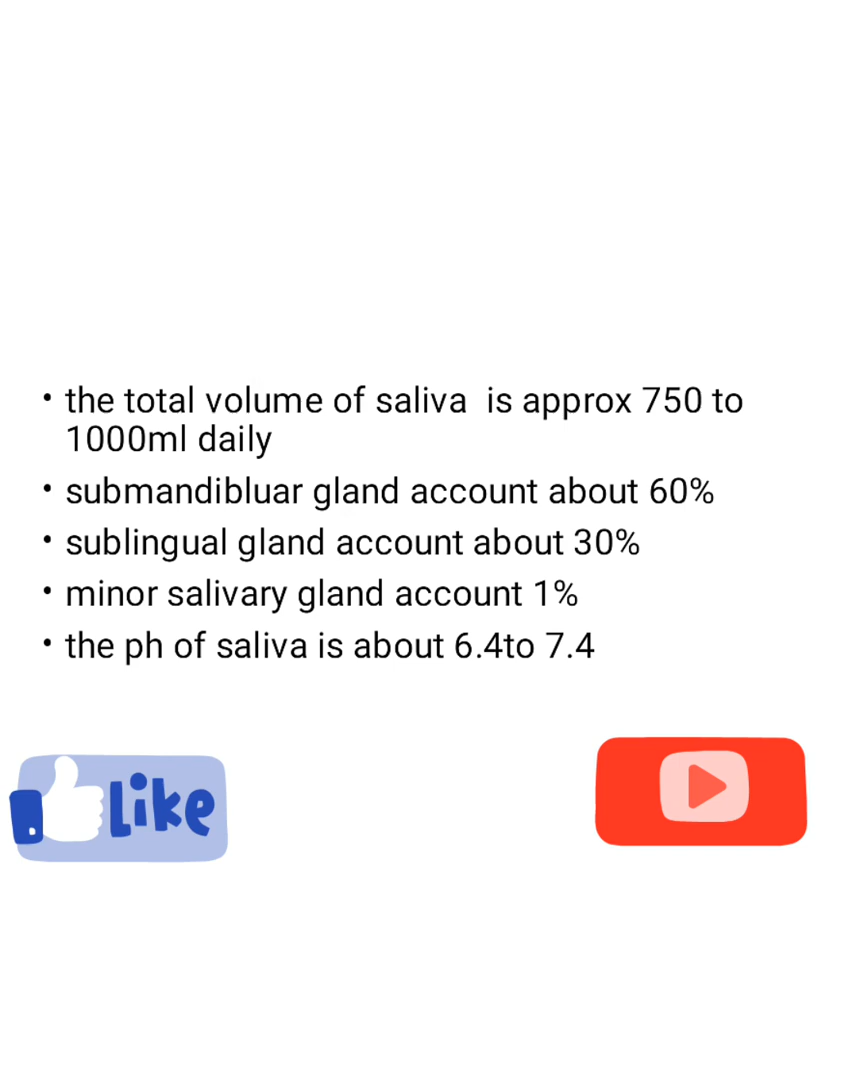 • the total volume of saliva  is approx 750 to
1000ml daily
• submandibluar gland account about 60%
• sublingual gland account about 30%
• minor salivary gland account 1%
• the ph of saliva is about 6.4to 7.4
Like